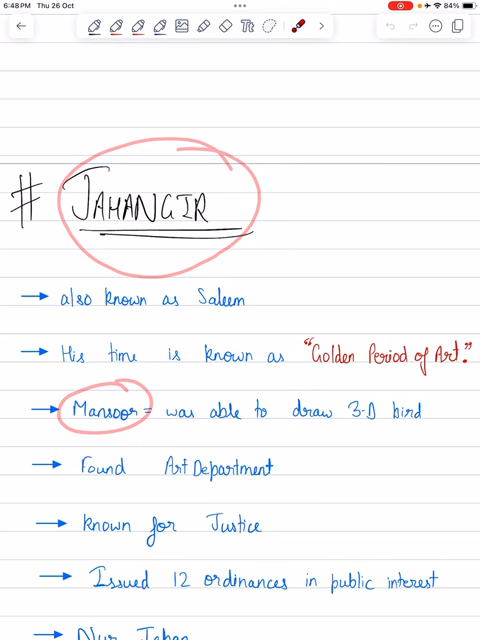 6:48 PM Thu 26 Oct
84%
# JAHANGIR
→ also known as Saleem
→ His time is known as "Golden Period of Art."
→ Mansoor = was able to draw 3-D bird
→ Found Art Department
→ known for Justice
→ Issued 12 ordinances in public interest
→ Nur Jahan